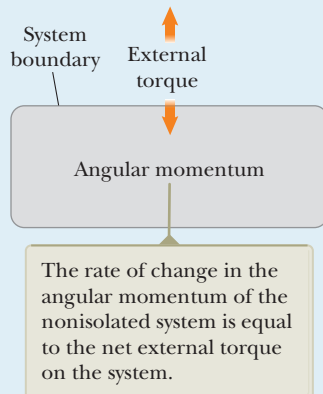 System
boundary
External
torque
Angular momentum
The rate of change in the
angular momentum of the
nonisolated system is equal
to the net external torque
on the system.